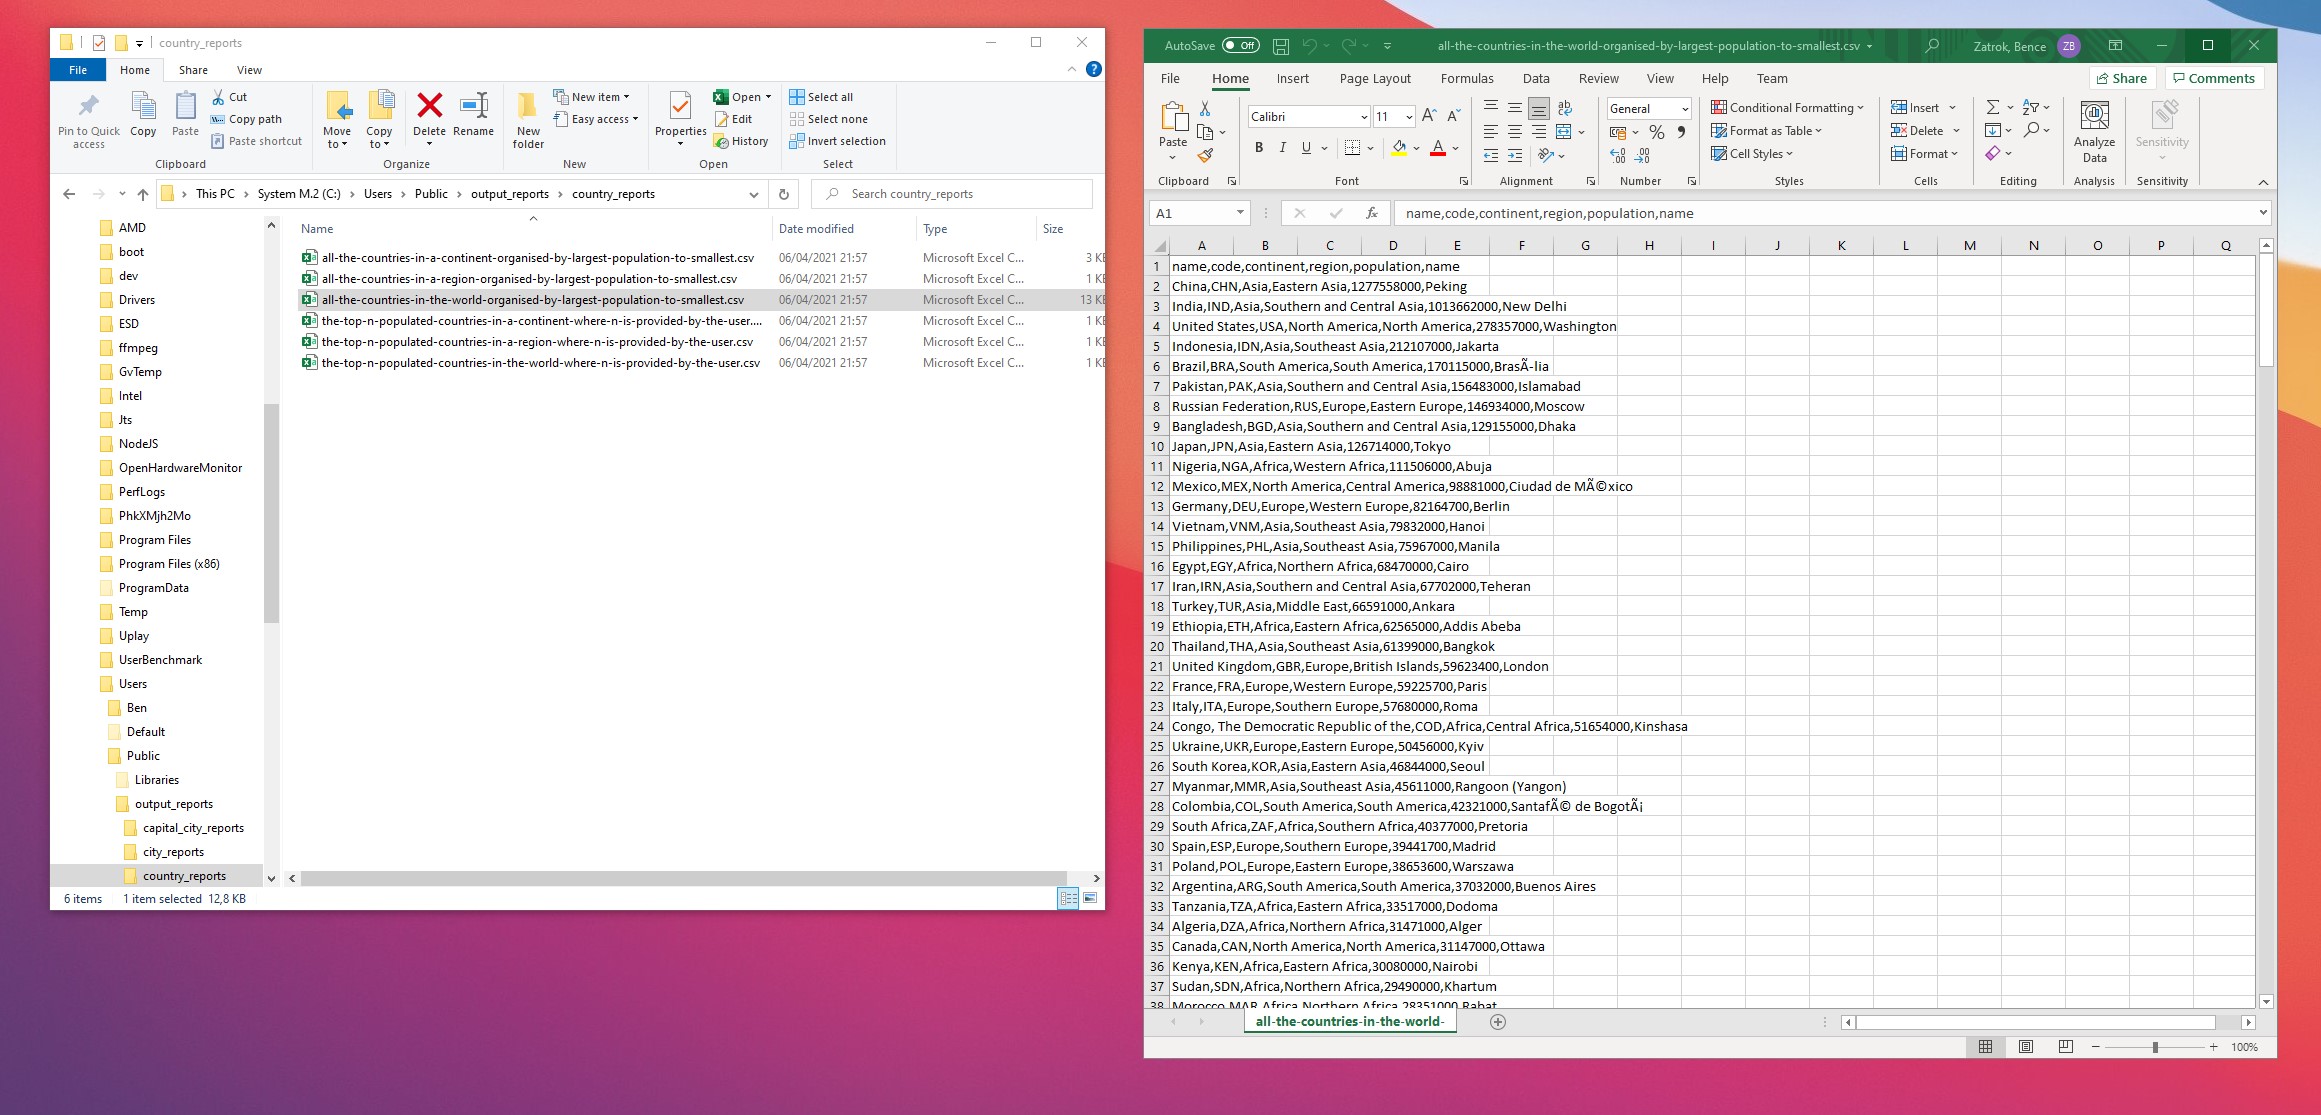 country_reports
File Home Share View
Pin to Quick access
Copy
Paste
Cut
Copy path
Paste shortcut
Clipboard
Move to
Copy to
Delete
Rename
Organize
New folder
New item
Easy access
New
Properties
Open
Edit
History
Open
Select all
Select none
Invert selection
Select
This PC System M.2 (C:) Users Public output_reports country_reports
Search country_reports
AMD
boot
dev
Drivers
ESD
ffmpeg
GvTemp
Intel
Jts
NodeJS
OpenHardwareMonitor
PerfLogs
PhkXMjh2Mo
Program Files
Program Files (x86)
ProgramData
Temp
Uplay
UserBenchmark
Users
Ben
Default
Public
Libraries
output_reports
capital_city_reports
city_reports
country_reports
Name Date modified Type Size
all-the-countries-in-a-continent-organised-by-largest-population-to-smallest.csv 06/04/2021 21:57 Microsoft Excel C... 3 KB
all-the-countries-in-a-region-organised-by-largest-population-to-smallest.csv 06/04/2021 21:57 Microsoft Excel C... 1 KB
all-the-countries-in-the-world-organised-by-largest-population-to-smallest.csv 06/04/2021 21:57 Microsoft Excel C... 13 KB
the-top-n-populated-countries-in-a-continent-where-n-is-provided-by-the-user.... 06/04/2021 21:57 Microsoft Excel C... 1 KB
the-top-n-populated-countries-in-a-region-where-n-is-provided-by-the-user.csv 06/04/2021 21:57 Microsoft Excel C... 1 KB
the-top-n-populated-countries-in-the-world-where-n-is-provided-by-the-user.csv 06/04/2021 21:57 Microsoft Excel C... 1 KB
6 items 1 item selected 12,8 KB
AutoSave Off all-the-countries-in-the-world-organised-by-largest-population-to-smallest.csv Zatrok, Bence ZB
File Home Insert Page Layout Formulas Data Review View Help Team Share Comments
Paste
Clipboard
Calibri 11
B I U A
Font
ab
Alignment
General
%
Number
Conditional Formatting
Format as Table
Cell Styles
Styles
Insert
Delete
Format
Cells
Editing
Analyze Data
Analysis
Sensitivity
Sensitivity
A1 fx name,code,continent,region,population,name
A B C D E F G H I J K L M N O P Q
1 name,code,continent,region,population,name
2 China,CHN,Asia,Eastern Asia,1277558000,Peking
3 India,IND,Asia,Southern and Central Asia,1013662000,New Delhi
4 United States,USA,North America,North America,278357000,Washington
5 Indonesia,IDN,Asia,Southeast Asia,212107000,Jakarta
6 Brazil,BRA,South America,South America,170115000,BrasÃ-lia
7 Pakistan,PAK,Asia,Southern and Central Asia,156483000,Islamabad
8 Russian Federation,RUS,Europe,Eastern Europe,146934000,Moscow
9 Bangladesh,BGD,Asia,Southern and Central Asia,129155000,Dhaka
10 Japan,JPN,Asia,Eastern Asia,126714000,Tokyo
11 Nigeria,NGA,Africa,Western Africa,111506000,Abuja
12 Mexico,MEX,North America,Central America,98881000,Ciudad de MÃ©xico
13 Germany,DEU,Europe,Western Europe,82164700,Berlin
14 Vietnam,VNM,Asia,Southeast Asia,79832000,Hanoi
15 Philippines,PHL,Asia,Southeast Asia,75967000,Manila
16 Egypt,EGY,Africa,Northern Africa,68470000,Cairo
17 Iran,IRN,Asia,Southern and Central Asia,67702000,Teheran
18 Turkey,TUR,Asia,Middle East,66591000,Ankara
19 Ethiopia,ETH,Africa,Eastern Africa,62565000,Addis Abeba
20 Thailand,THA,Asia,Southeast Asia,61399000,Bangkok
21 United Kingdom,GBR,Europe,British Islands,59623400,London
22 France,FRA,Europe,Western Europe,59225700,Paris
23 Italy,ITA,Europe,Southern Europe,57680000,Roma
24 Congo, The Democratic Republic of the,COD,Africa,Central Africa,51654000,Kinshasa
25 Ukraine,UKR,Europe,Eastern Europe,50456000,Kyiv
26 South Korea,KOR,Asia,Eastern Asia,46844000,Seoul
27 Myanmar,MMR,Asia,Southeast Asia,45611000,Rangoon (Yangon)
28 Colombia,COL,South America,South America,42321000,SantafÃ© de BogotÃ¡
29 South Africa,ZAF,Africa,Southern Africa,40377000,Pretoria
30 Spain,ESP,Europe,Southern Europe,39441700,Madrid
31 Poland,POL,Europe,Eastern Europe,38653600,Warszawa
32 Argentina,ARG,South America,South America,37032000,Buenos Aires
33 Tanzania,TZA,Africa,Eastern Africa,33517000,Dodoma
34 Algeria,DZA,Africa,Northern Africa,31471000,Alger
35 Canada,CAN,North America,North America,31147000,Ottawa
36 Kenya,KEN,Africa,Eastern Africa,30080000,Nairobi
37 Sudan,SDN,Africa,Northern Africa,29490000,Khartum
38 Morocco,MAR,Africa,Northern Africa,28351000,Rabat
all-the-countries-in-the-world-
100%